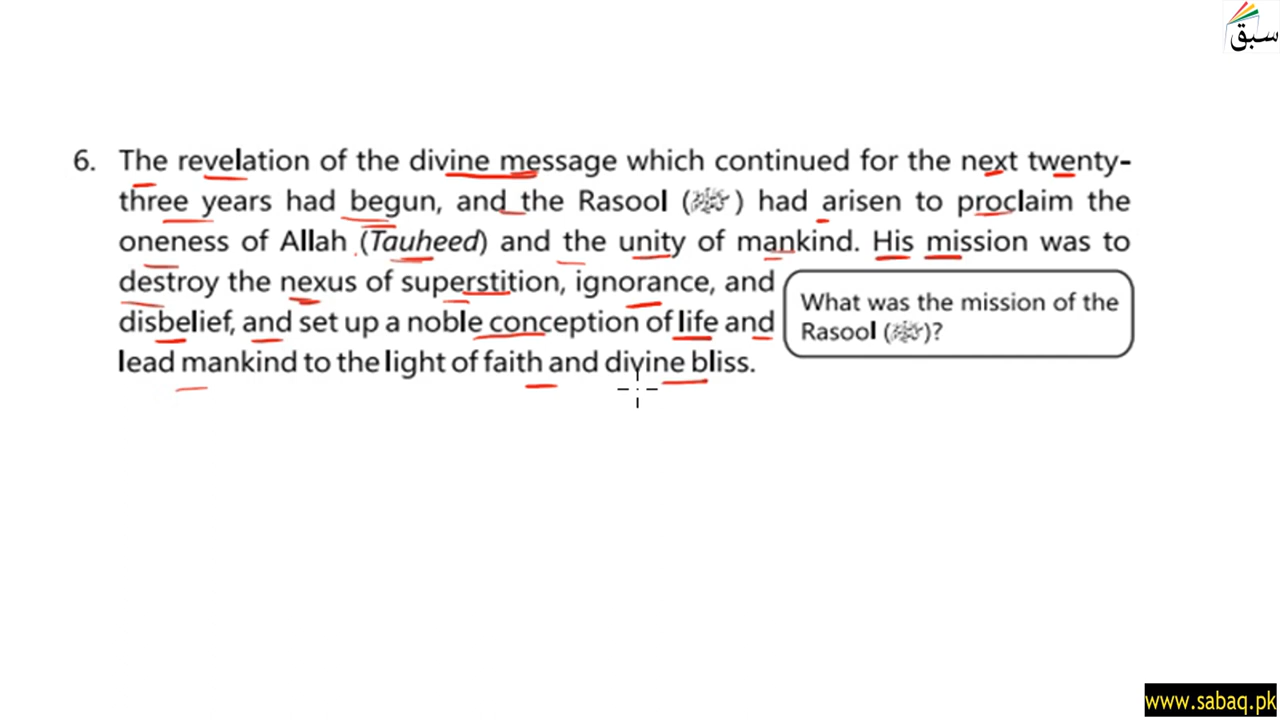 سبق
6. The revelation of the divine message which continued for the next twenty-
three years had begun, and the Rasool (ﷺ) had arisen to proclaim the
oneness of Allah (Tauheed) and the unity of mankind. His mission was to
destroy the nexus of superstition, ignorance, and
disbelief, and set up a noble conception of life and
lead mankind to the light of faith and divine bliss.
What was the mission of the
Rasool (ﷺ)?
www.sabaq.pk